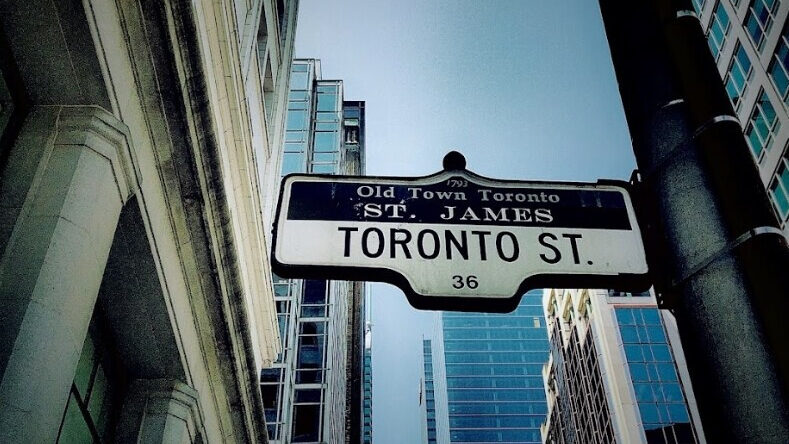 1793
Old Town Toronto
ST. JAMES
TORONTO ST.
36